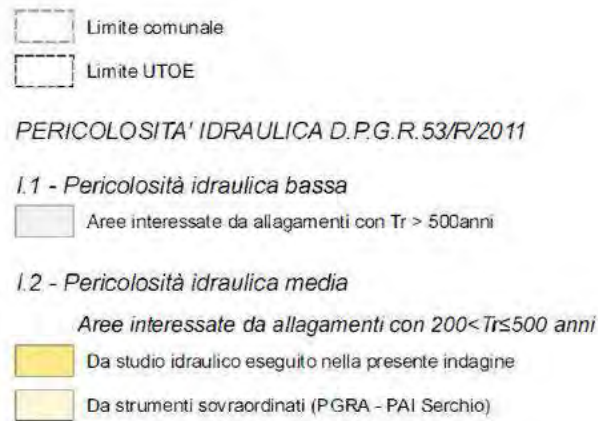 Limite comunale
Limite UTOE
PERICOLOSITA' IDRAULICA D.P.G.R.53/R/2011
I.1 - Pericolosità idraulica bassa
Aree interessate da allagamenti con Tr > 500anni
I.2 - Pericolosità idraulica media
Aree interessate da allagamenti con 200<Tr≤500 anni
Da studio idraulico eseguito nella presente indagine
Da strumenti sovraordinati (PGRA - PAI Serchio)